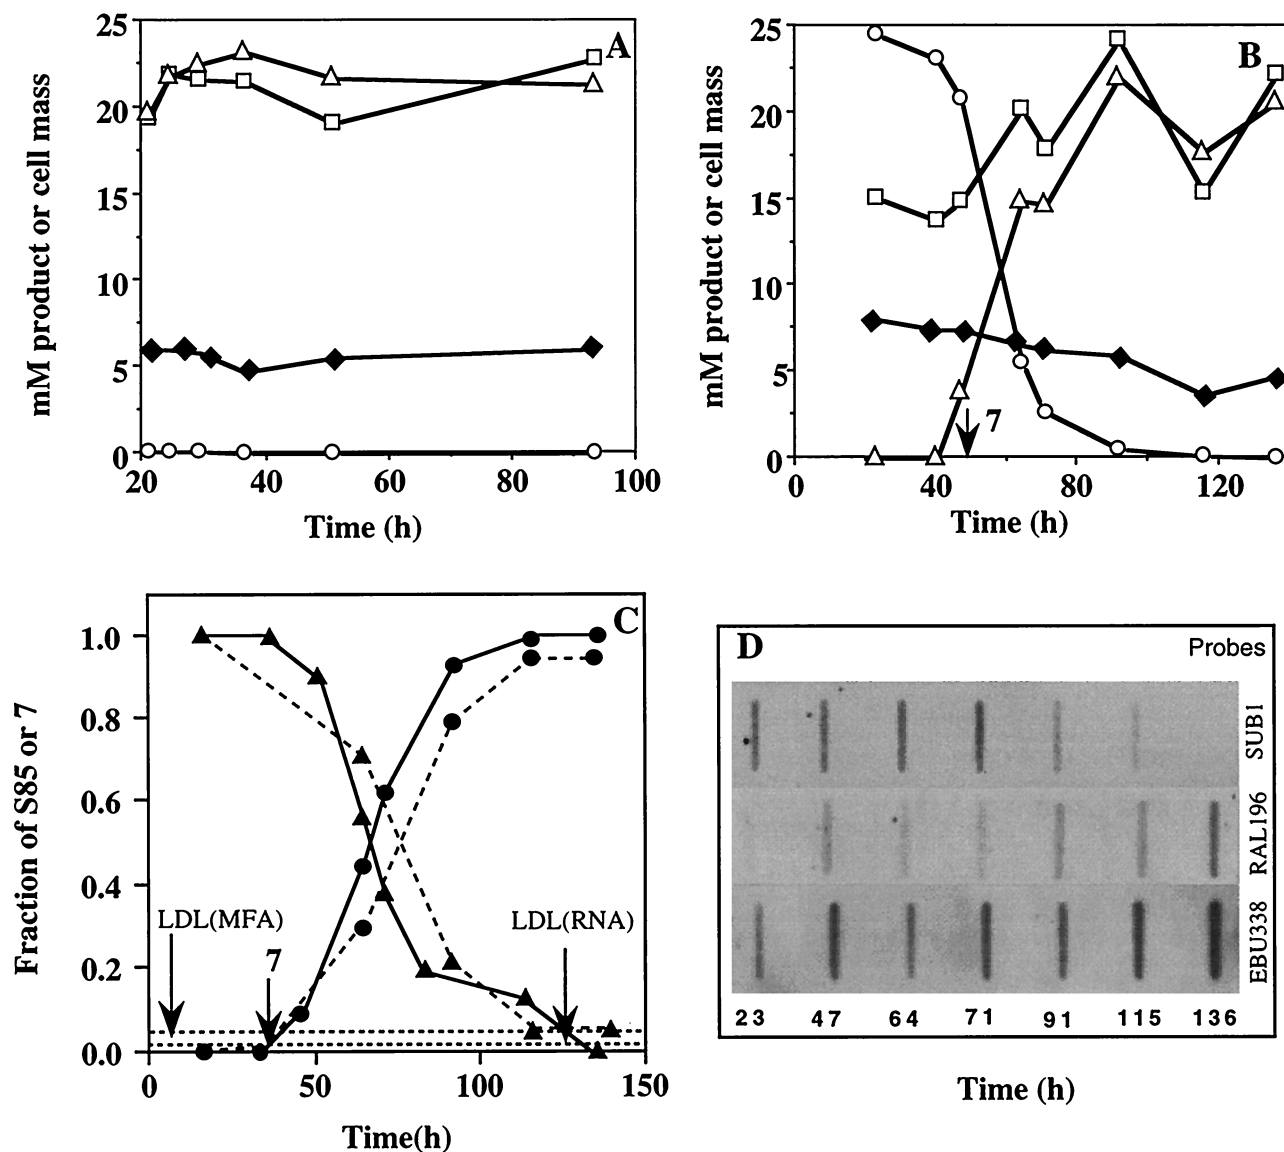 A
mM product or cell mass
25
20
15
10
5
0
20
40
60
80
100
Time (h)
B
mM product or cell mass
25
20
15
10
5
0
7
0
40
80
120
Time (h)
C
Fraction of S85 or 7
1.0
0.8
0.6
0.4
0.2
0.0
LDL(MFA)
7
LDL(RNA)
0
50
100
150
Time(h)
D
Probes
SUB1
RAL196
EBU338
23 47 64 71 91 115 136
Time (h)